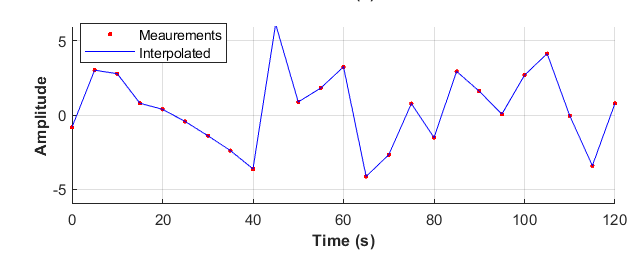 Meaurements
Interpolated
5
0
-5
Amplitude
0 20 40 60 80 100 120
Time (s)